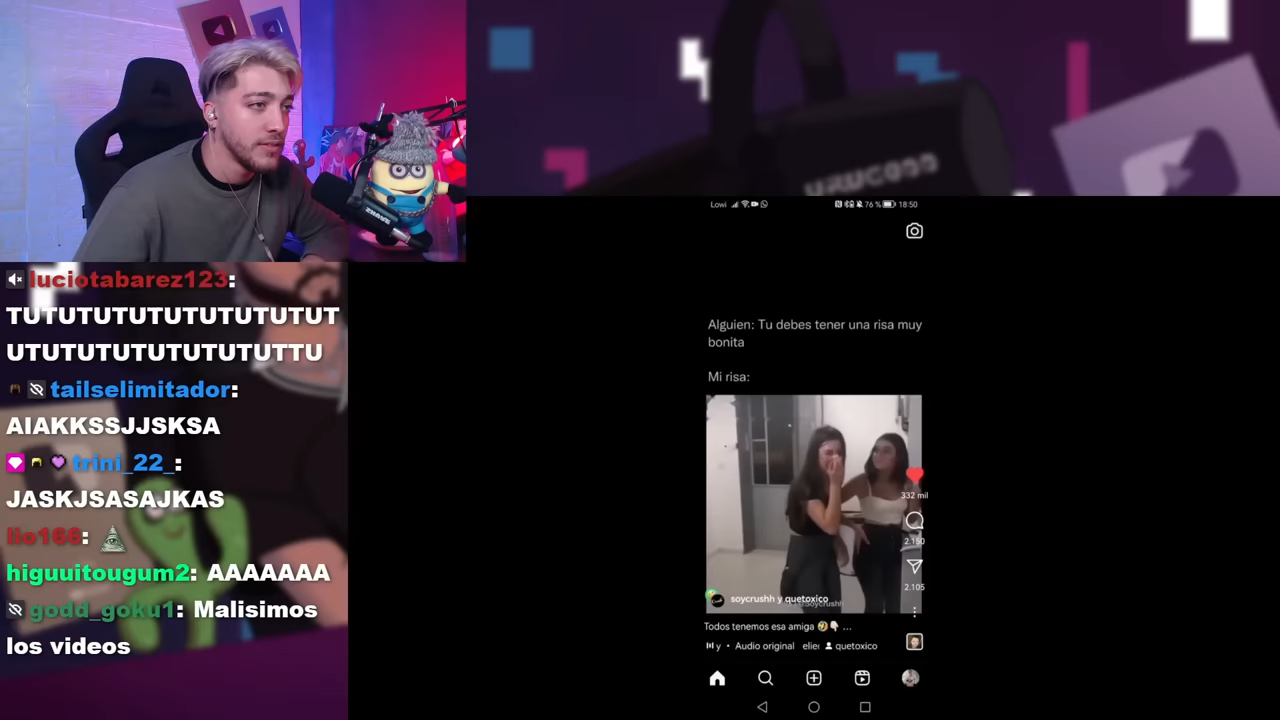 luciotabarez123:
TUTUTUTUTUTUTUTUTUT
UTUTUTUTUTUTUTUTTU
tailselimitador:
AIAKKSSJJSKSA
trini_22_:
JASKJSASAJKAS
lio166:
higuuitougum2: AAAAAAA
godd_goku1: Malisimos
los videos
Lowi 76 % 18:50
Alguien: Tu debes tener una risa muy
bonita
Mi risa:
332 mil
2.150
2.105
soycrushh y quetoxico
Todos tenemos esa amiga 🤣👇🏻 ...
y • Audio original elie quetoxico